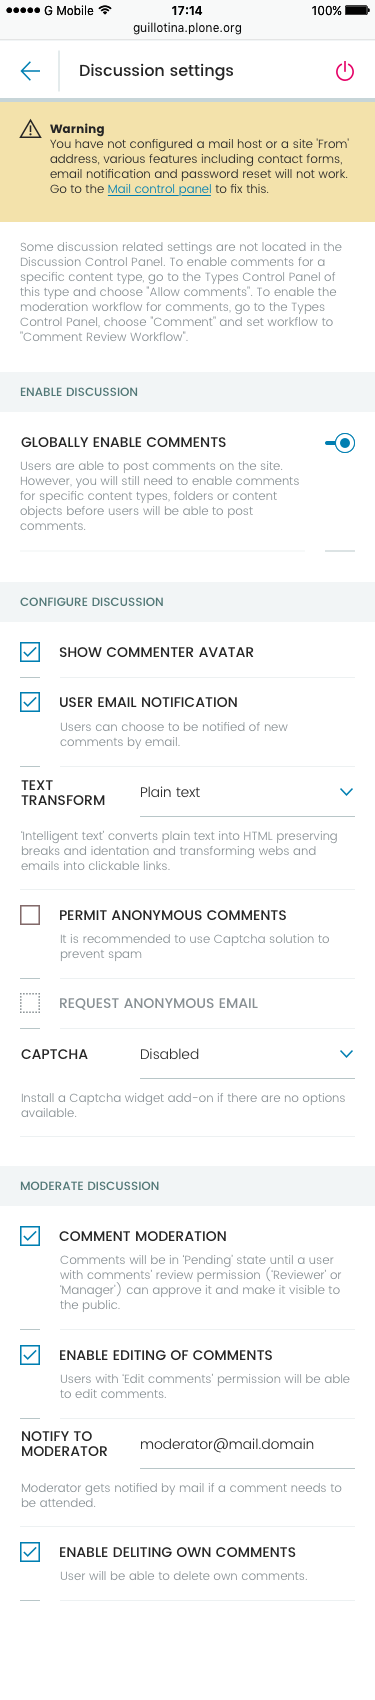 G Mobile 17:14 100%
guillotina.plone.org
Discussion settings
Warning
You have not configured a mail host or a site 'From'
address, various features including contact forms,
email notification and password reset will not work.
Go to the Mail control panel to fix this.
Some discussion related settings are not located in the
Discussion Control Panel. To enable comments for a
specific content type, go to the Types Control Panel of
this type and choose "Allow comments". To enable the
moderation workflow for comments, go to the Types
Control Panel, choose "Comment" and set workflow to
"Comment Review Workflow".
ENABLE DISCUSSION
GLOBALLY ENABLE COMMENTS
Users are able to post comments on the site.
However, you will still need to enable comments
for specific content types, folders or content
objects before users will be able to post
comments.
CONFIGURE DISCUSSION
SHOW COMMENTER AVATAR
USER EMAIL NOTIFICATION
Users can choose to be notified of new
comments by email.
TEXT
TRANSFORM
Plain text
'Intelligent text' converts plain text into HTML preserving
breaks and identation and transforming webs and
emails into clickable links.
PERMIT ANONYMOUS COMMENTS
It is recommended to use Captcha solution to
prevent spam
REQUEST ANONYMOUS EMAIL
CAPTCHA Disabled
Install a Captcha widget add-on if there are no options
available.
MODERATE DISCUSSION
COMMENT MODERATION
Comments will be in 'Pending' state until a user
with comments' review permission ('Reviewer' or
'Manager') can approve it and make it visible to
the public.
ENABLE EDITING OF COMMENTS
Users with 'Edit comments' permission will be able
to edit comments.
NOTIFY TO
MODERATOR
moderator@mail.domain
Moderator gets notified by mail if a comment needs to
be attended.
ENABLE DELITING OWN COMMENTS
User will be able to delete own comments.